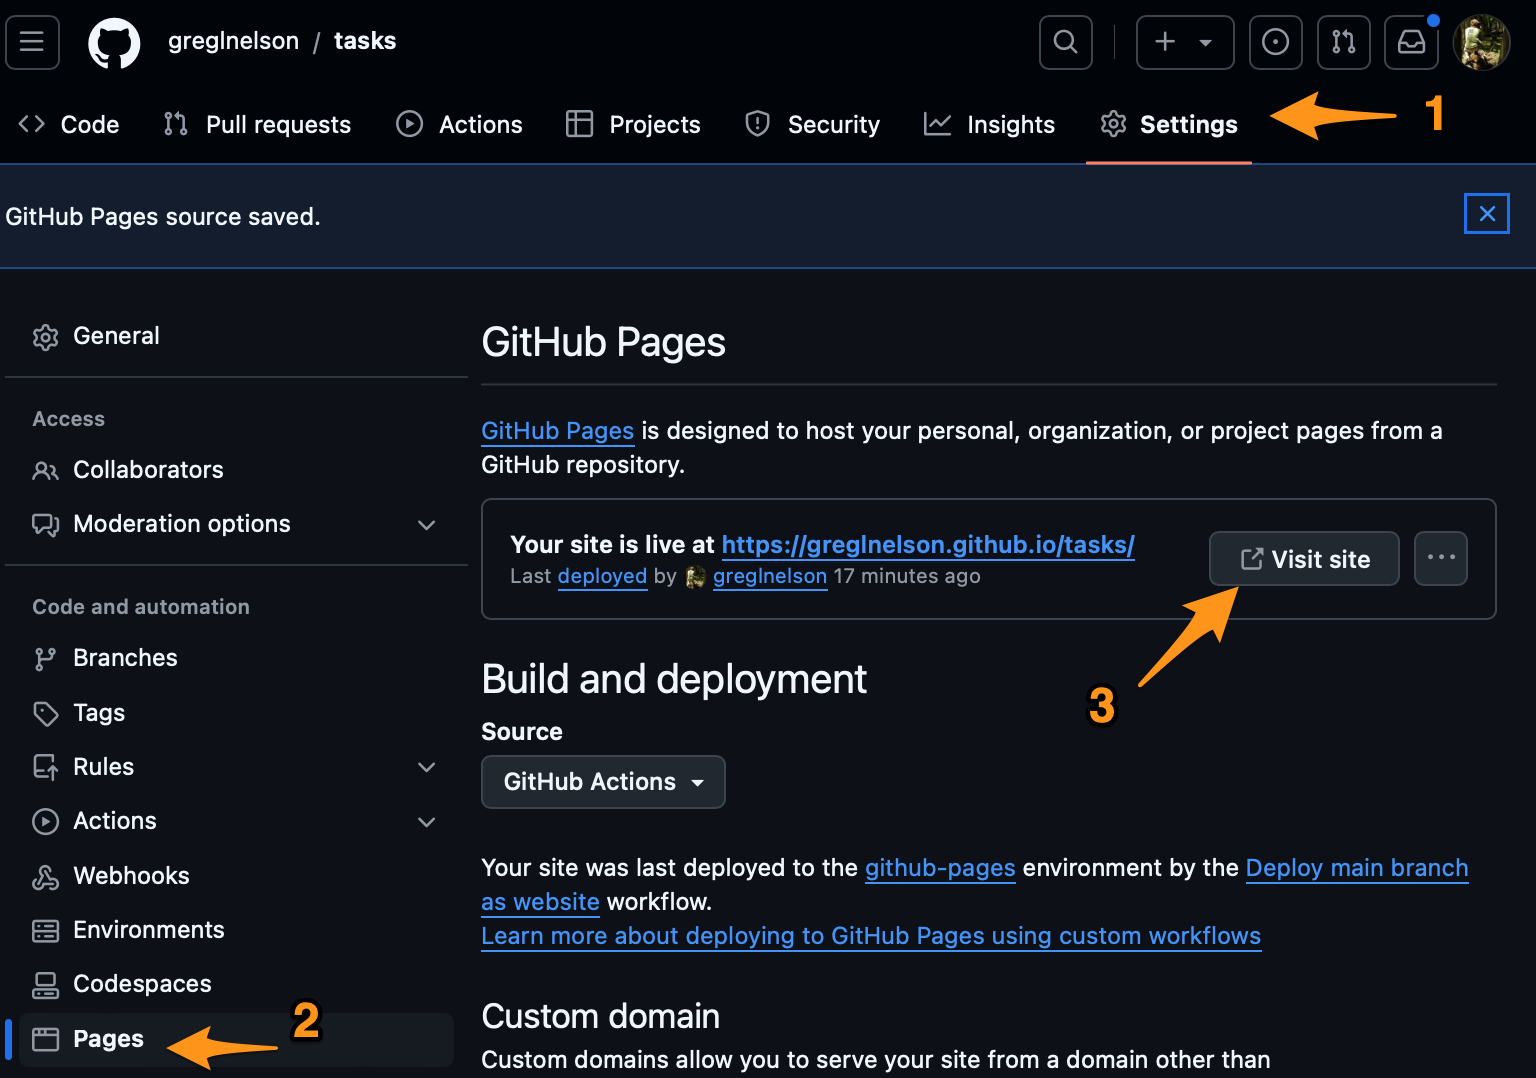 greglnelson / tasks
Code
Pull requests
Actions
Projects
Security
Insights
Settings
1
GitHub Pages source saved.
General
Access
Collaborators
Moderation options
Code and automation
Branches
Tags
Rules
Actions
Webhooks
Environments
Codespaces
Pages
2
GitHub Pages
GitHub Pages is designed to host your personal, organization, or project pages from a
GitHub repository.
Your site is live at https://greglnelson.github.io/tasks/
Last deployed by greglnelson 17 minutes ago
Visit site
3
Build and deployment
Source
GitHub Actions
Your site was last deployed to the github-pages environment by the Deploy main branch
as website workflow.
Learn more about deploying to GitHub Pages using custom workflows
Custom domain
Custom domains allow you to serve your site from a domain other than